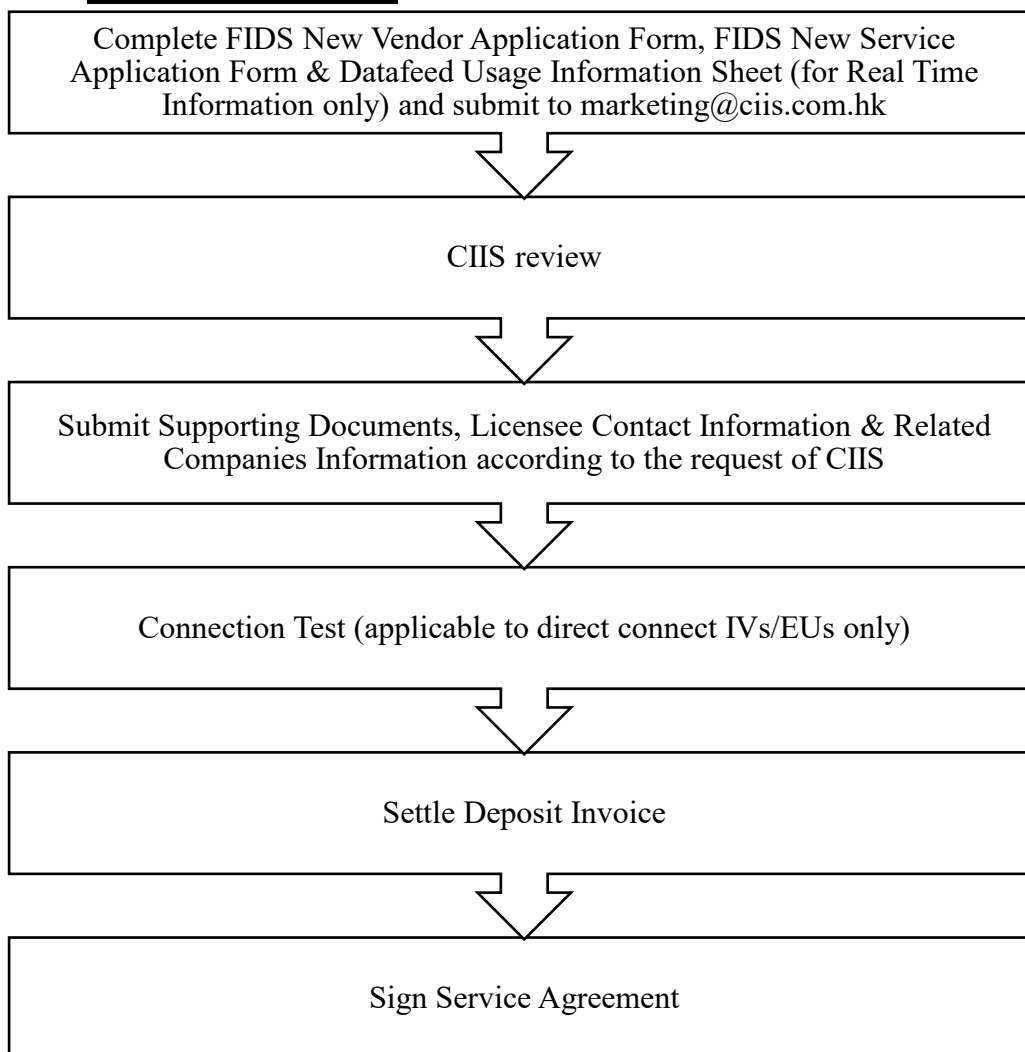 Complete FIDS New Vendor Application Form, FIDS New Service
Application Form & Datafeed Usage Information Sheet (for Real Time
Information only) and submit to marketing@ciis.com.hk
CIIS review
Submit Supporting Documents, Licensee Contact Information & Related
Companies Information according to the request of CIIS
Connection Test (applicable to direct connect IVs/EUs only)
Settle Deposit Invoice
Sign Service Agreement